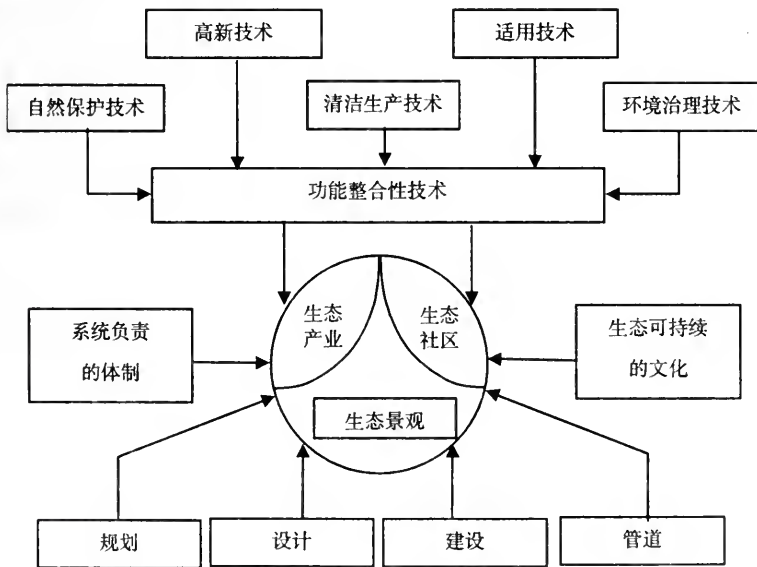 高新技术
适用技术
自然保护技术
清洁生产技术
环境治理技术
功能整合性技术
生态
产业
生态
社区
系统负责
的体制
生态可持续
的文化
生态景观
规划
设计
建设
管道